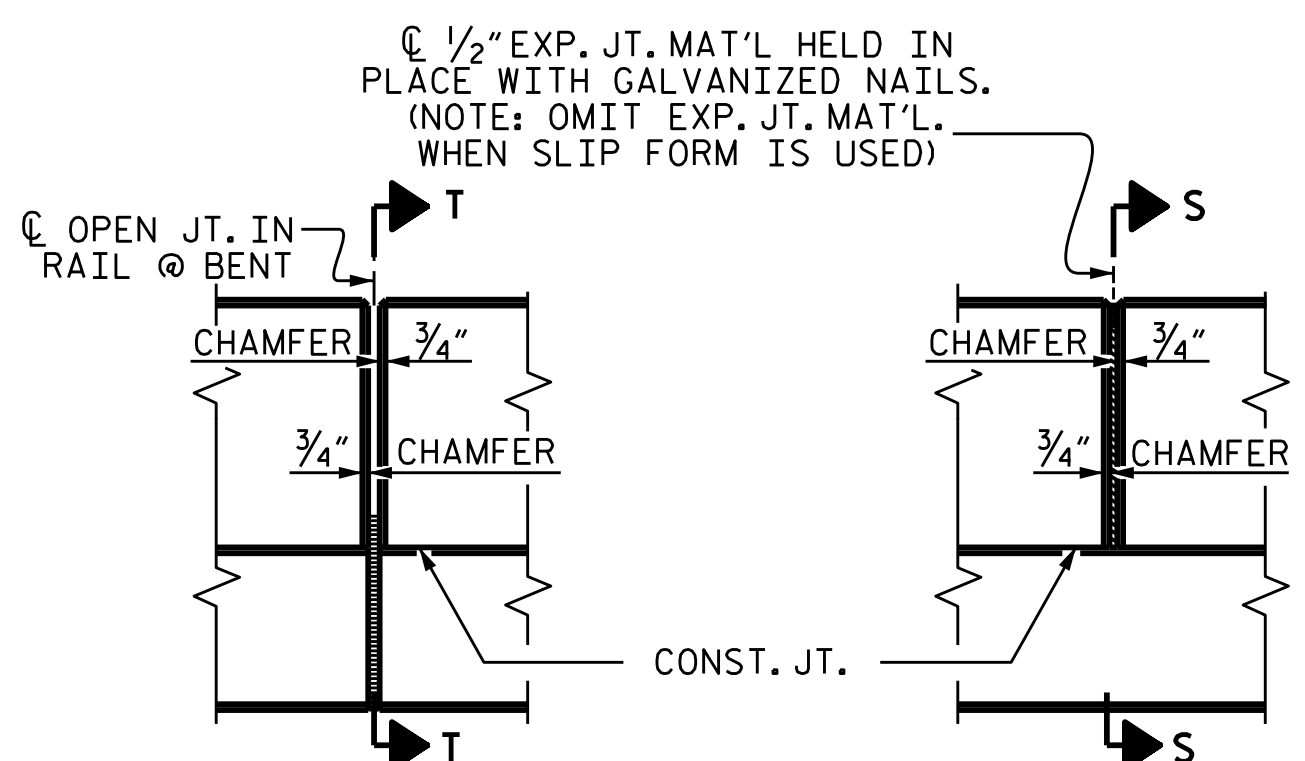 ℄ 1/2" EXP. JT. MAT'L HELD IN
PLACE WITH GALVANIZED NAILS.
(NOTE: OMIT EXP. JT. MAT'L.
WHEN SLIP FORM IS USED)
T
S
℄ OPEN JT. IN
RAIL @ BENT
CHAMFER 3/4"
CHAMFER 3/4"
3/4" CHAMFER
3/4" CHAMFER
CONST. JT.
T
S